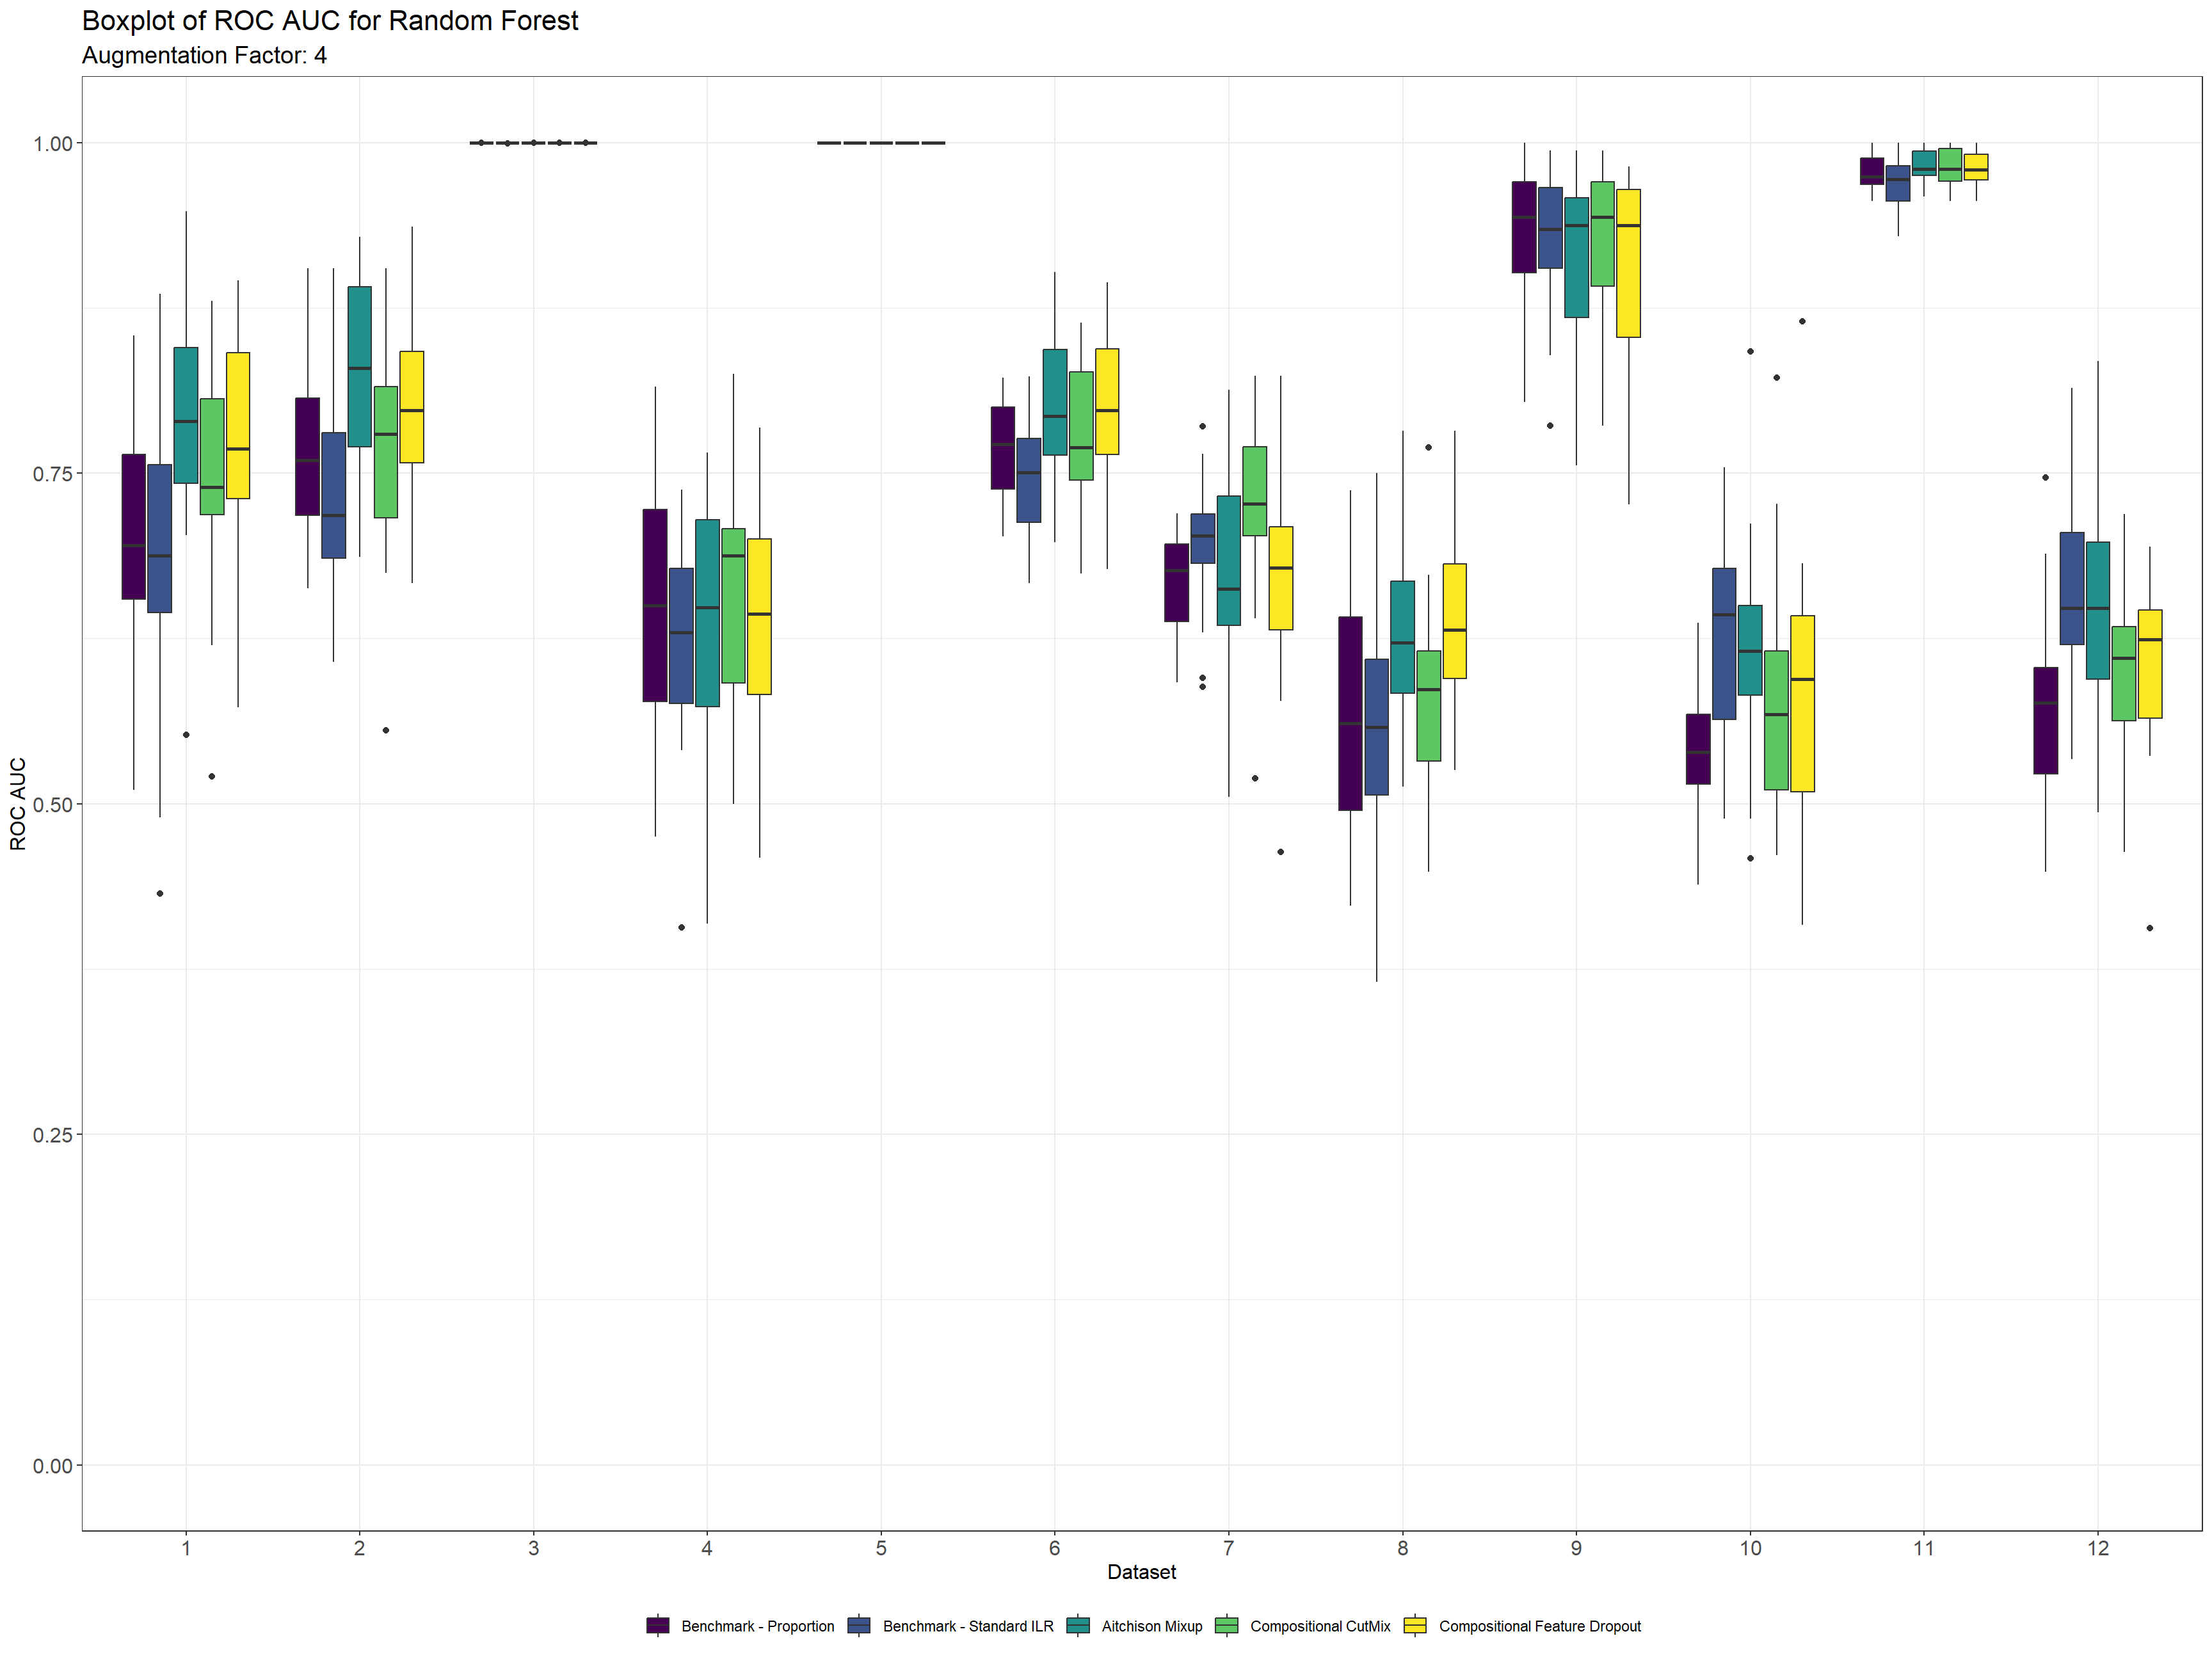 Boxplot of ROC AUC for Random Forest
Augmentation Factor: 4
1.00
0.75
0.50
0.25
0.00
ROC AUC
1 2 3 4 5 6 7 8 9 10 11 12
Dataset
Benchmark - Proportion Benchmark - Standard ILR Aitchison Mixup Compositional CutMix Compositional Feature Dropout